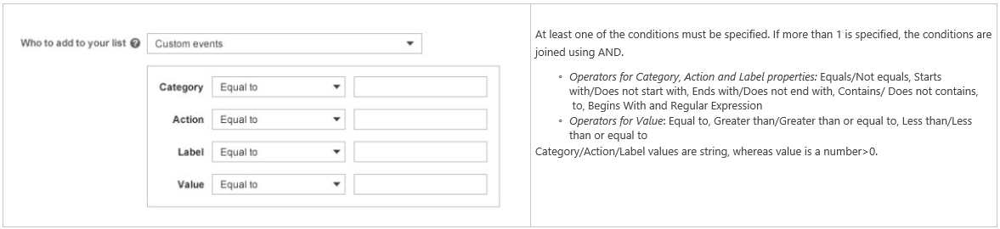 Who to add to your list ? Custom events
Category Equal to
Action Equal to
Label Equal to
Value Equal to
At least one of the conditions must be specified. If more than 1 is specified, the conditions are
joined using AND.
◦ Operators for Category, Action and Label properties: Equals/Not equals, Starts
with/Does not start with, Ends with/Does not end with, Contains/ Does not contains,
to, Begins With and Regular Expression
◦ Operators for Value: Equal to, Greater than/Greater than or equal to, Less than/Less
than or equal to
Category/Action/Label values are string, whereas value is a number>0.